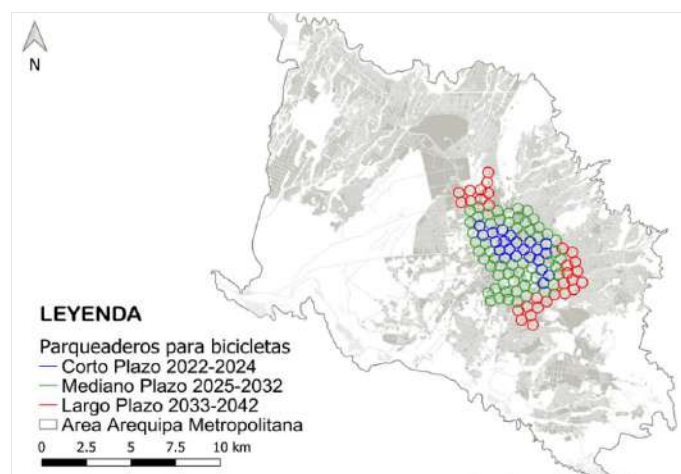 N
LEYENDA
Parqueaderos para bicicletas
Corto Plazo 2022-2024
Mediano Plazo 2025-2032
Largo Plazo 2033-2042
Area Arequipa Metropolitana
0 2.5 5 7.5 10 km